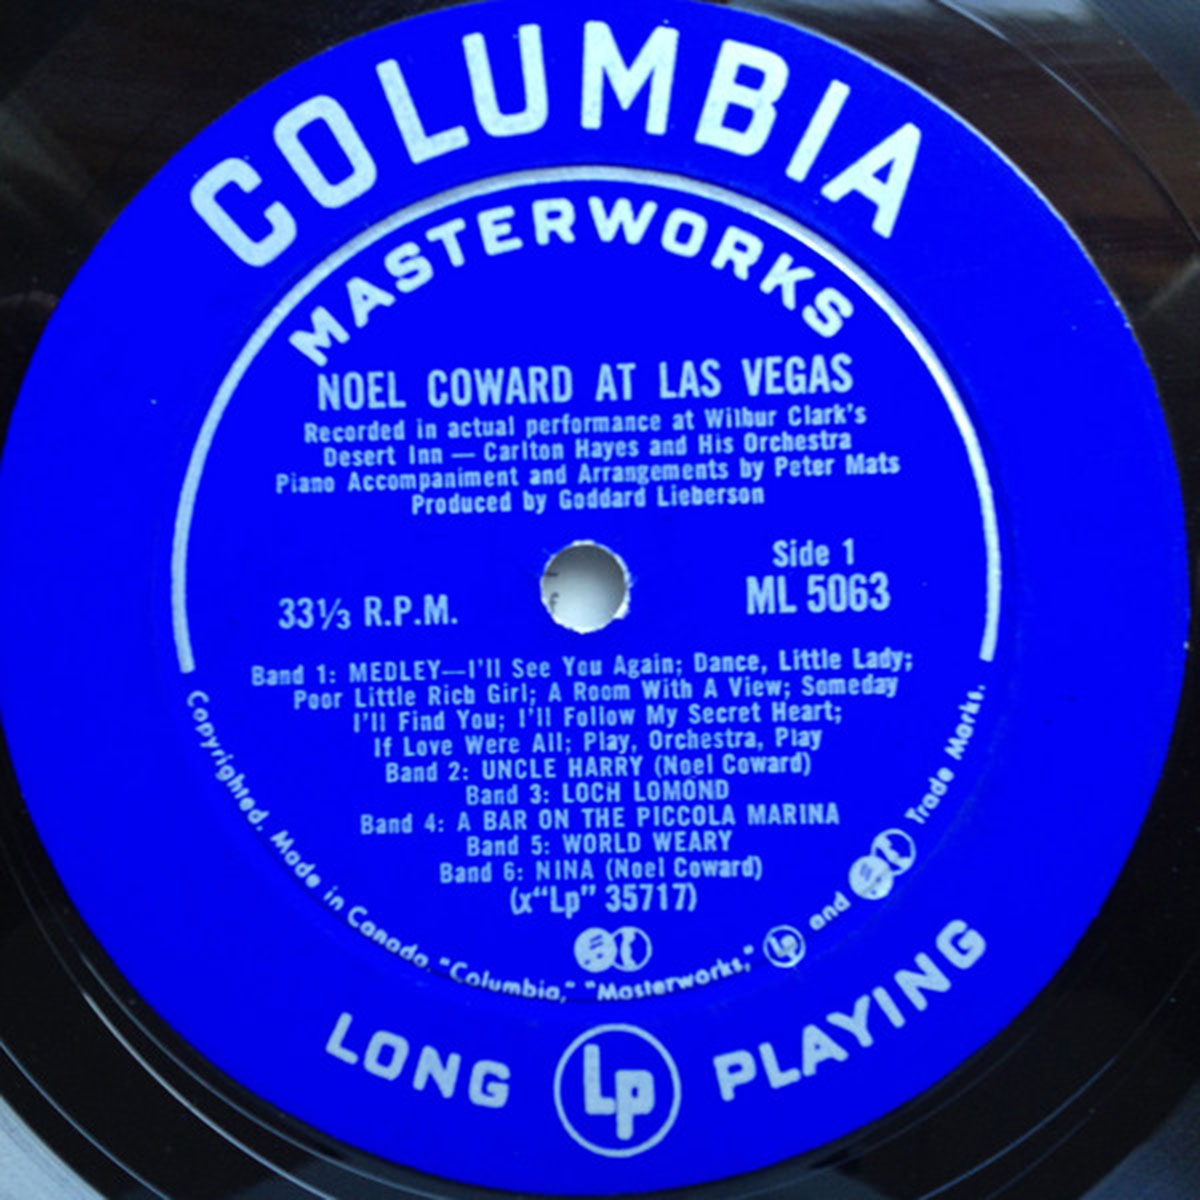 COLUMBIA
MASTERWORKS
NOEL COWARD AT LAS VEGAS
Recorded in actual performance at Wilbur Clark's
Desert Inn — Carlton Hayes and His Orchestra
Piano Accompaniment and Arrangements by Peter Mats
Produced by Goddard Lieberson
Side 1
ML 5063
33⅓ R.P.M.
Band 1: MEDLEY—I'll See You Again; Dance, Little Lady;
Poor Little Rich Girl; A Room With A View; Someday
I'll Find You; I'll Follow My Secret Heart;
If Love Were All; Play, Orchestra, Play
Band 2: UNCLE HARRY (Noel Coward)
Band 3: LOCH LOMOND
Band 4: A BAR ON THE PICCOLA MARINA
Band 5: WORLD WEARY
Band 6: NINA (Noel Coward)
(x"Lp" 35717)
Copyrighted. Made in Canada. "Columbia," "Masterworks," Lp and Trade Marks.
LONG Lp PLAYING